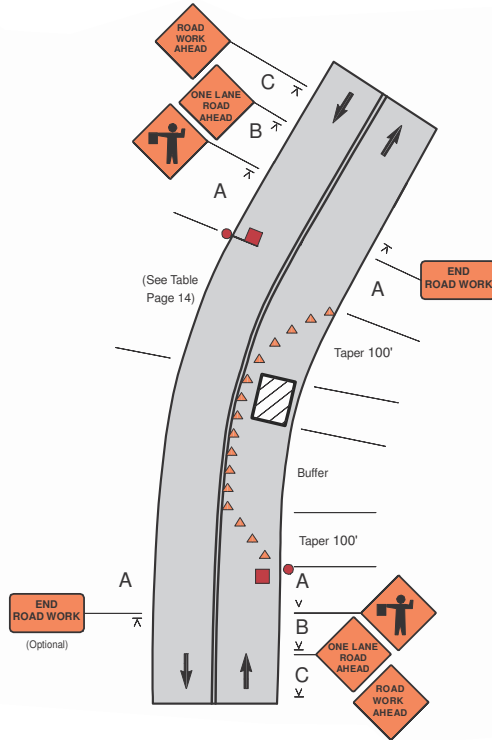 ROAD
WORK
AHEAD
C
ONE LANE
ROAD
AHEAD
B
A
(See Table
Page 14)
END
ROAD WORK
A
Taper 100'
Buffer
Taper 100'
A
A
END
ROAD WORK
(Optional)
B
ONE LANE
ROAD
AHEAD
C
ROAD
WORK
AHEAD